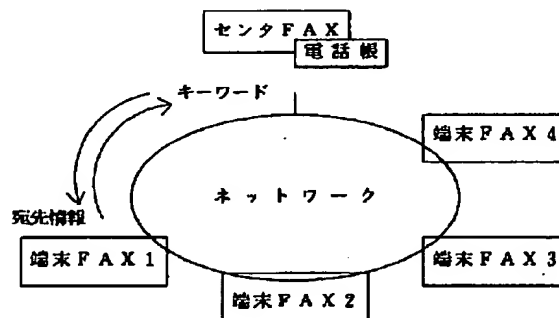 センタFAX
電話帳
キーワード
端末FAX4
ネットワーク
宛先情報
端末FAX1
端末FAX3
端末FAX2